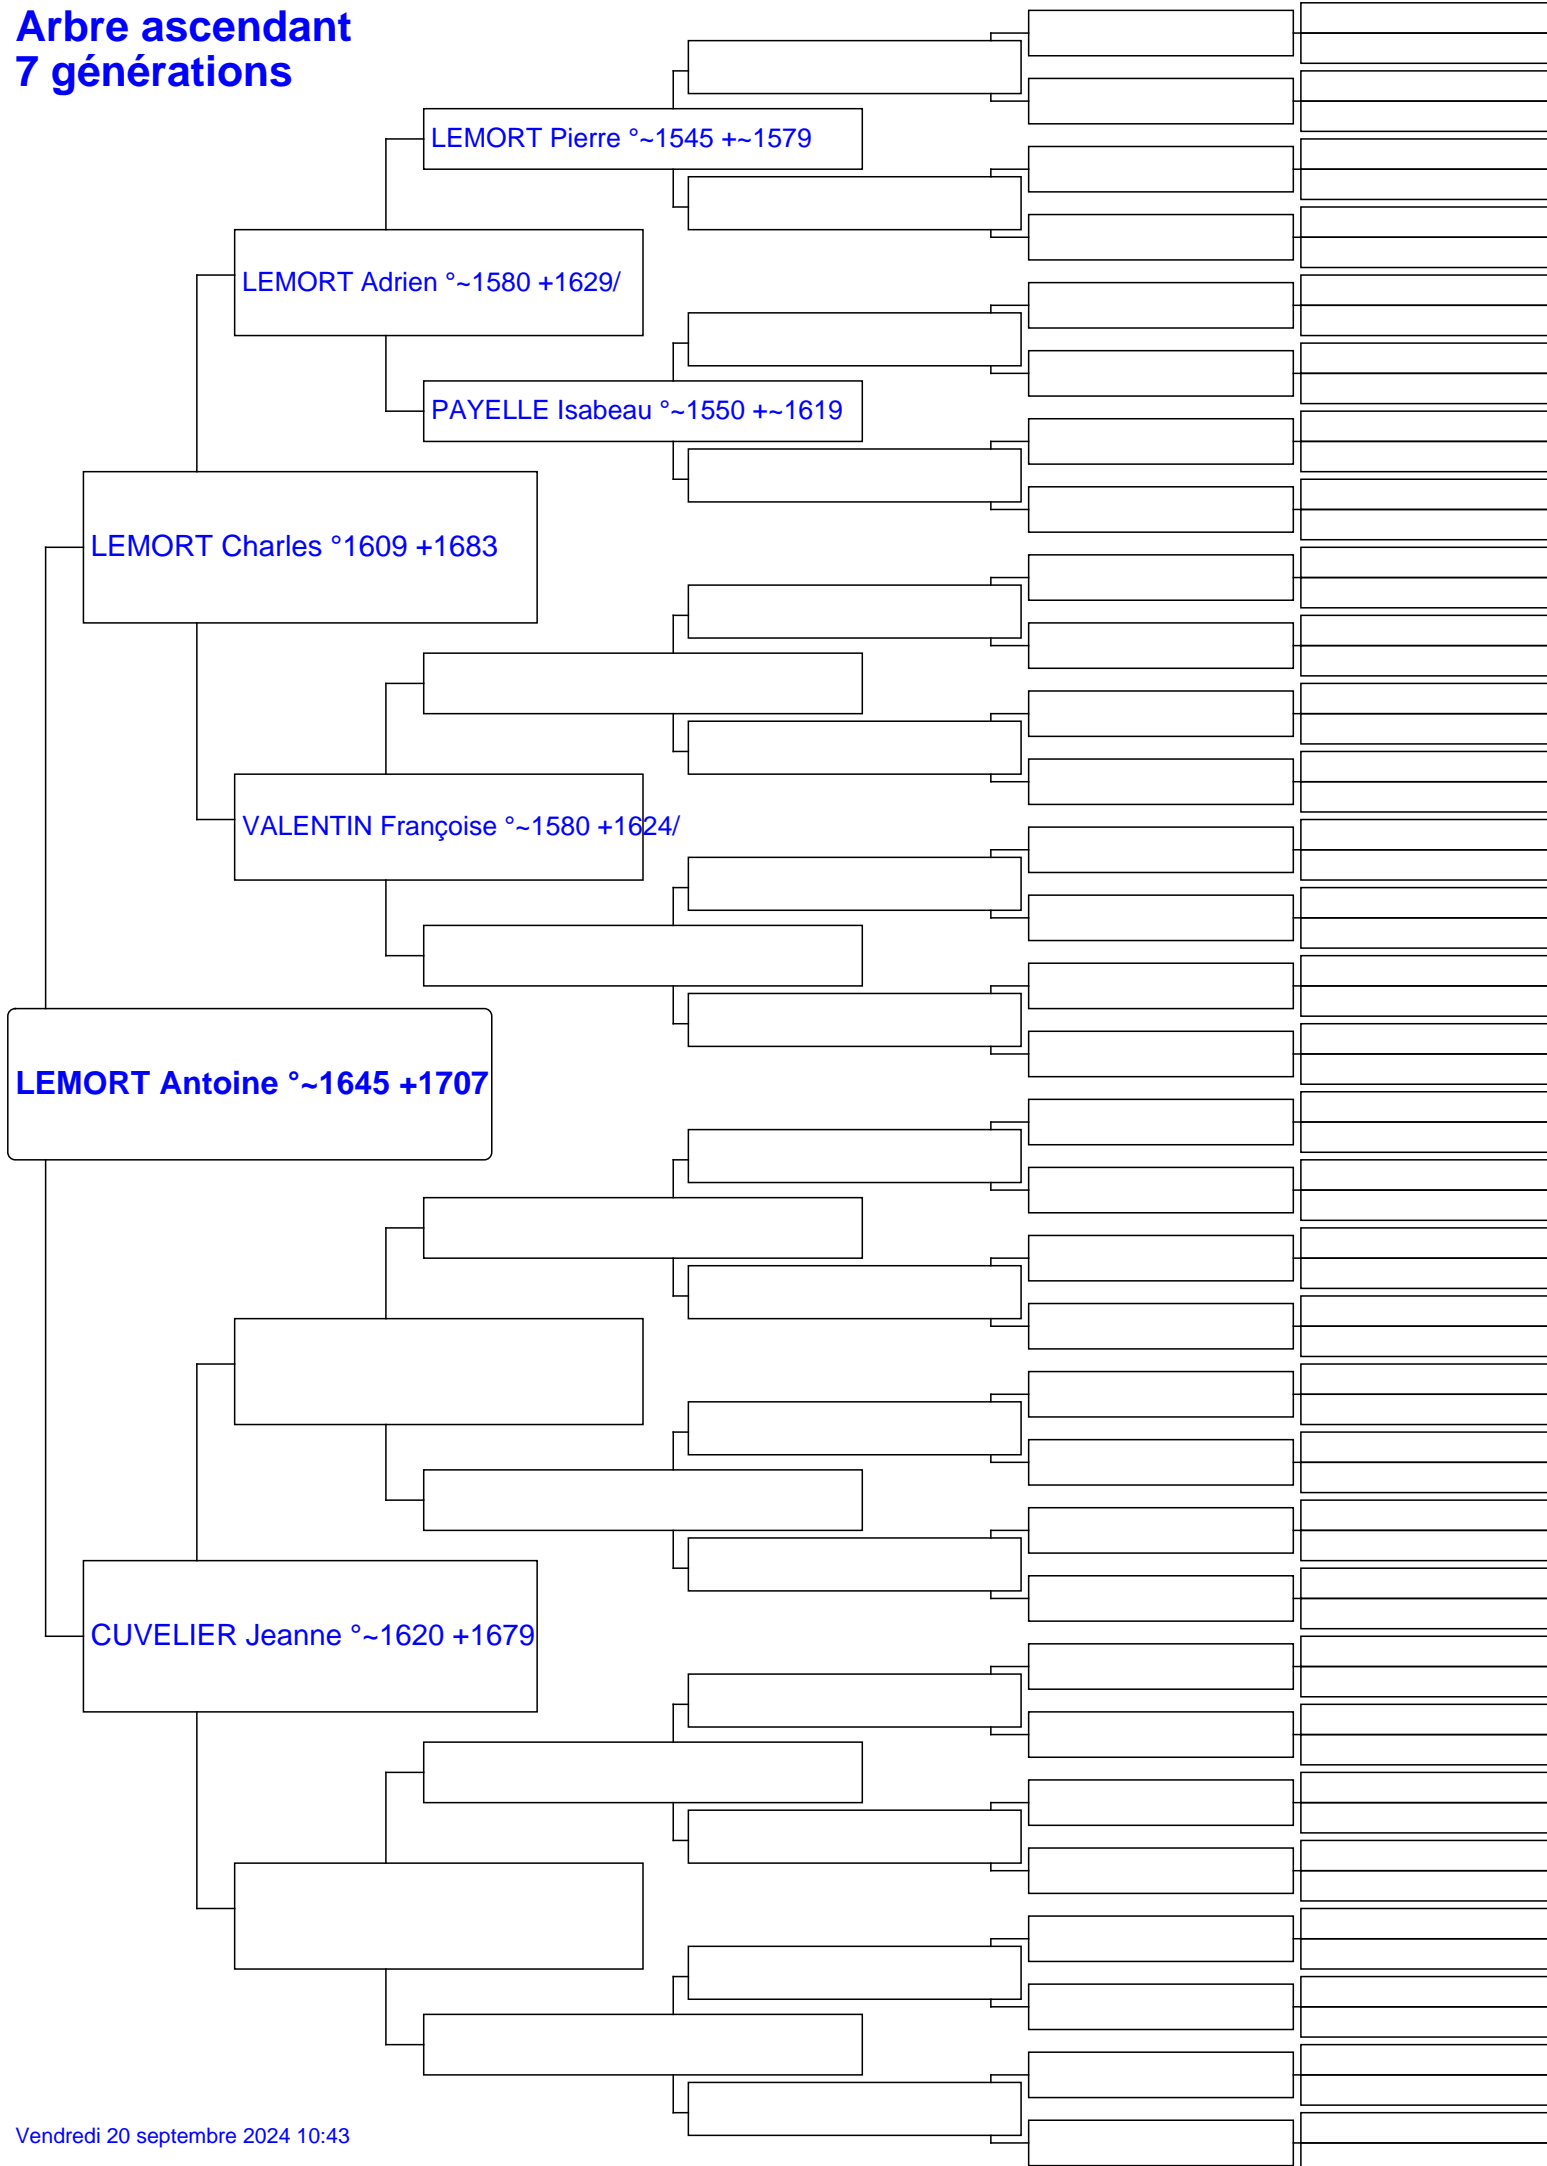 Arbre ascendant
7 générations
LEMORT Pierre °~1545 +~1579
LEMORT Adrien °~1580 +1629/
PAYELLE Isabeau °~1550 +~1619
LEMORT Charles °1609 +1683
VALENTIN Françoise °~1580 +1624/
LEMORT Antoine °~1645 +1707
CUVELIER Jeanne °~1620 +1679
Vendredi 20 septembre 2024 10:43